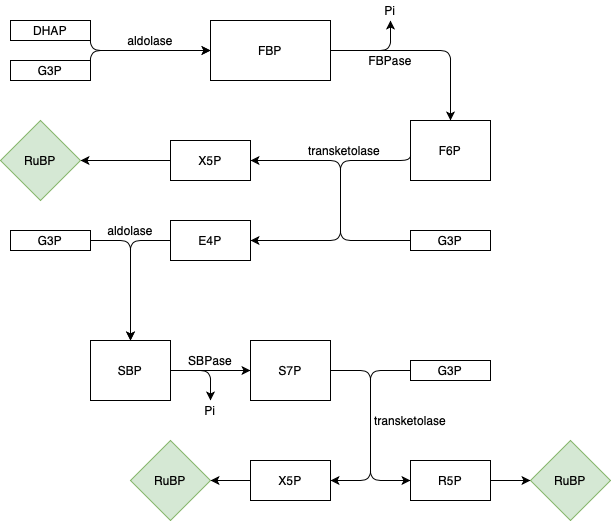 Pi
DHAP
aldolase
FBP
FBPase
G3P
transketolase
F6P
RuBP
X5P
G3P
aldolase
E4P
G3P
SBPase
SBP
S7P
G3P
Pi
transketolase
RuBP
X5P
R5P
RuBP